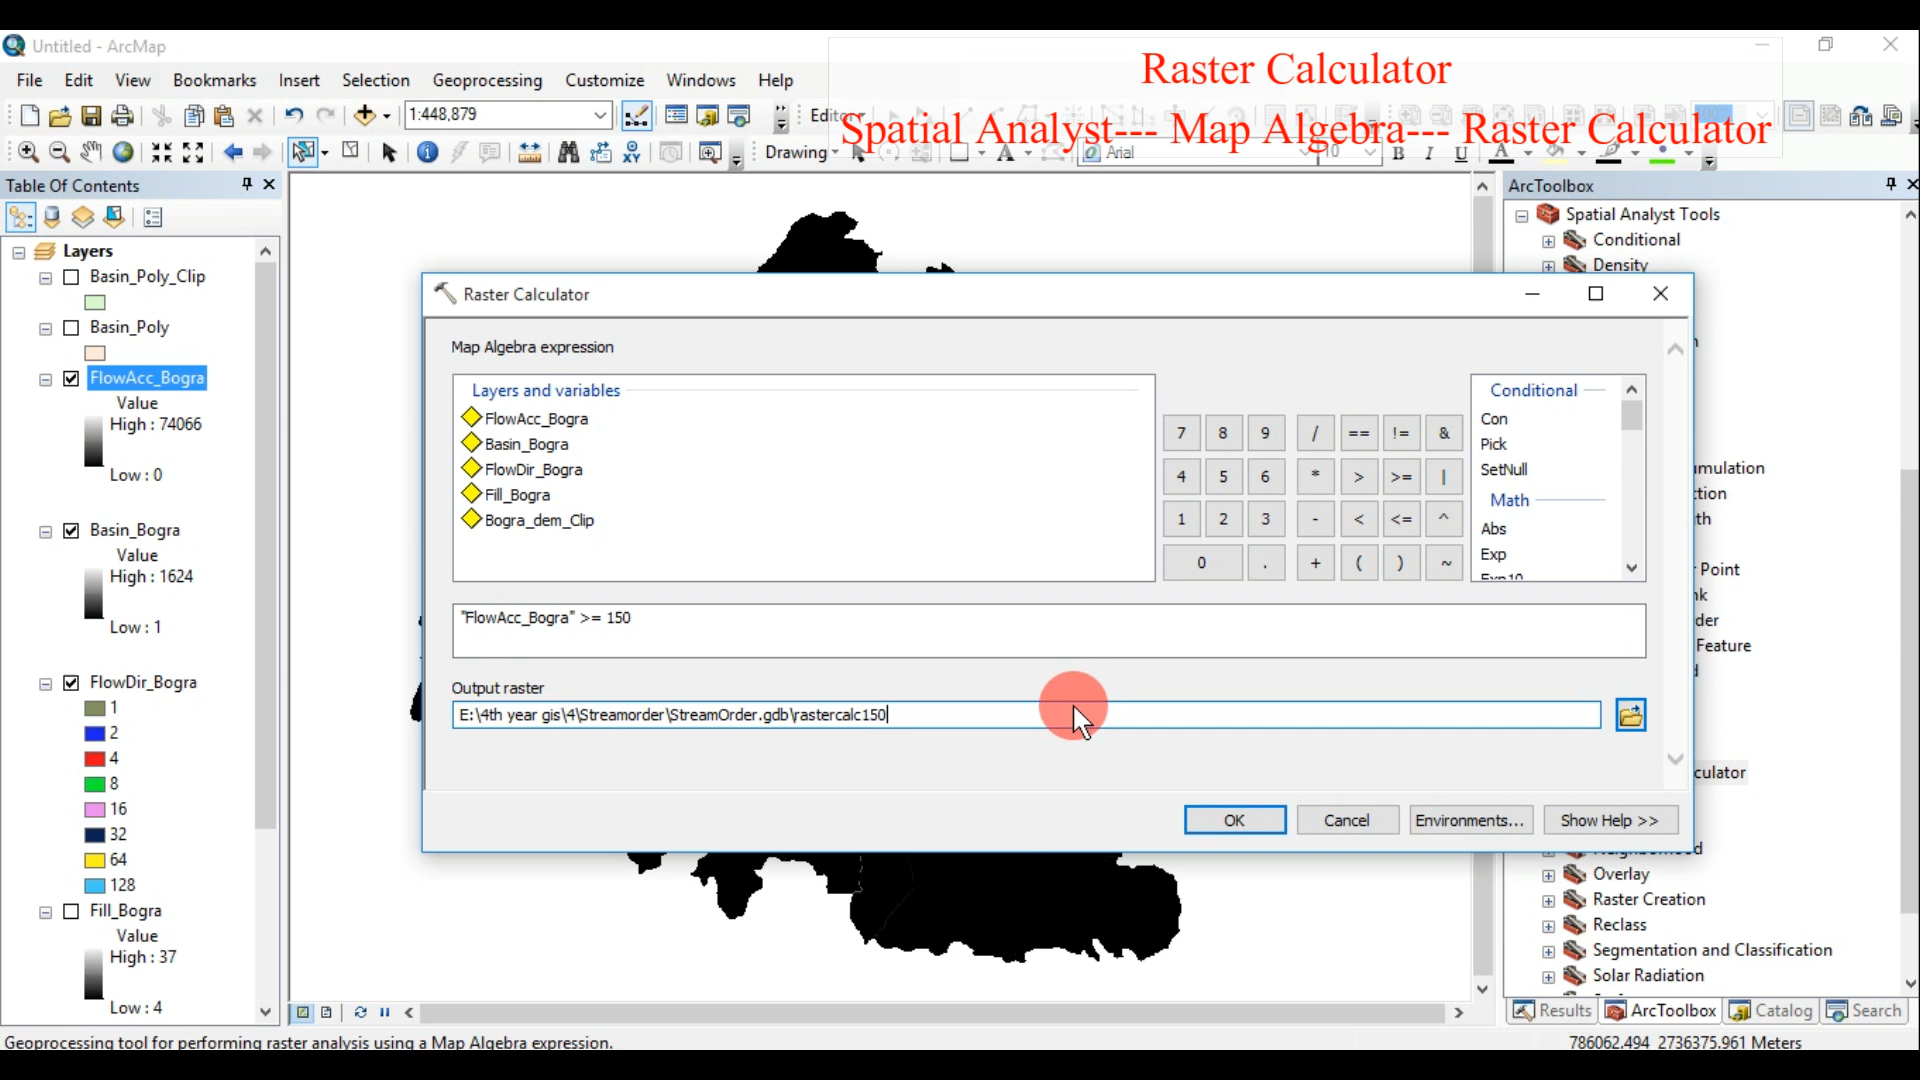 Untitled - ArcMap
Raster Calculator
File Edit View Bookmarks Insert Selection Geoprocessing Customize Windows Help
1:448,879
Spatial Analyst--- Map Algebra--- Raster Calculator
Drawing
Arial
10
B I U A
Table Of Contents
ArcToolbox
Layers
Basin_Poly_Clip
Basin_Poly
FlowAcc_Bogra
Value
High : 74066
Low : 0
Basin_Bogra
Value
High : 1624
Low : 1
FlowDir_Bogra
1
2
4
8
16
32
64
128
Fill_Bogra
Value
High : 37
Low : 4
Raster Calculator
Map Algebra expression
Layers and variables
FlowAcc_Bogra
Basin_Bogra
FlowDir_Bogra
Fill_Bogra
Bogra_dem_Clip
7 8 9 / == != &
4 5 6 * > >= |
1 2 3 - < <= ^
0 . + ( ) ~
Conditional
Con
Pick
SetNull
Math
Abs
Exp
Exp10
"FlowAcc_Bogra" >= 150
Output raster
E:\4th year gis\4\Streamorder\StreamOrder.gdb\rastercalc150
OK Cancel Environments... Show Help >>
Spatial Analyst Tools
Conditional
Density
Overlay
Raster Creation
Reclass
Segmentation and Classification
Solar Radiation
Results ArcToolbox Catalog Search
Geoprocessing tool for performing raster analysis using a Map Algebra expression.
786062.494 2736375.961 Meters